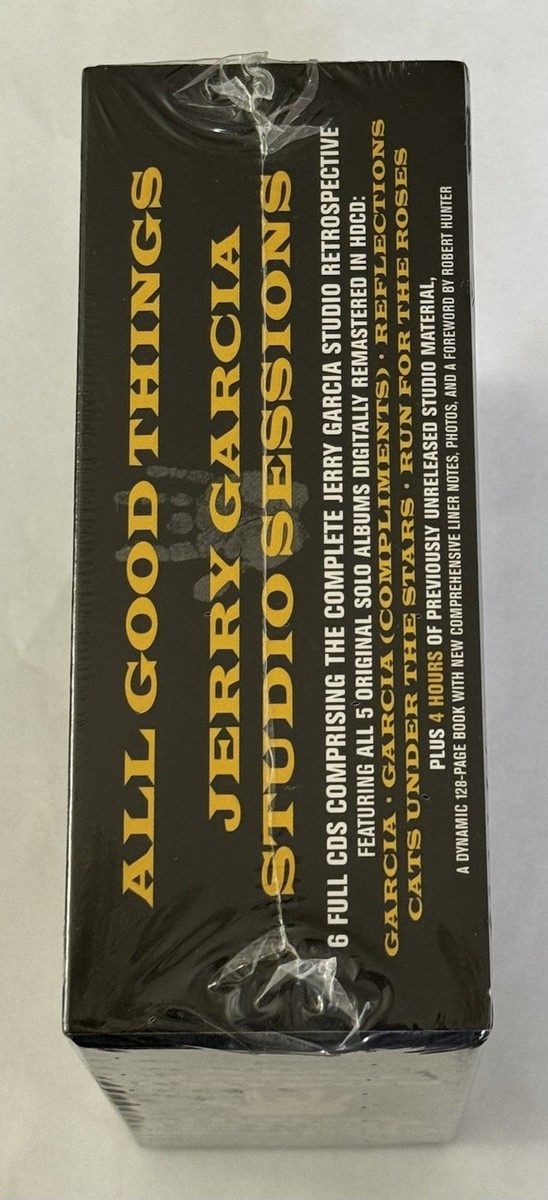 ALL GOOD THINGS
JERRY GARCIA
STUDIO SESSIONS
6 FULL CDS COMPRISING THE COMPLETE JERRY GARCIA STUDIO RETROSPECTIVE
FEATURING ALL 5 ORIGINAL SOLO ALBUMS DIGITALLY REMASTERED IN HDCD:
GARCIA · GARCIA (COMPLIMENTS) · REFLECTIONS
CATS UNDER THE STARS · RUN FOR THE ROSES
PLUS 4 HOURS OF PREVIOUSLY UNRELEASED STUDIO MATERIAL,
A DYNAMIC 128-PAGE BOOK WITH NEW COMPREHENSIVE LINER NOTES, PHOTOS, AND A FOREWORD BY ROBERT HUNTER